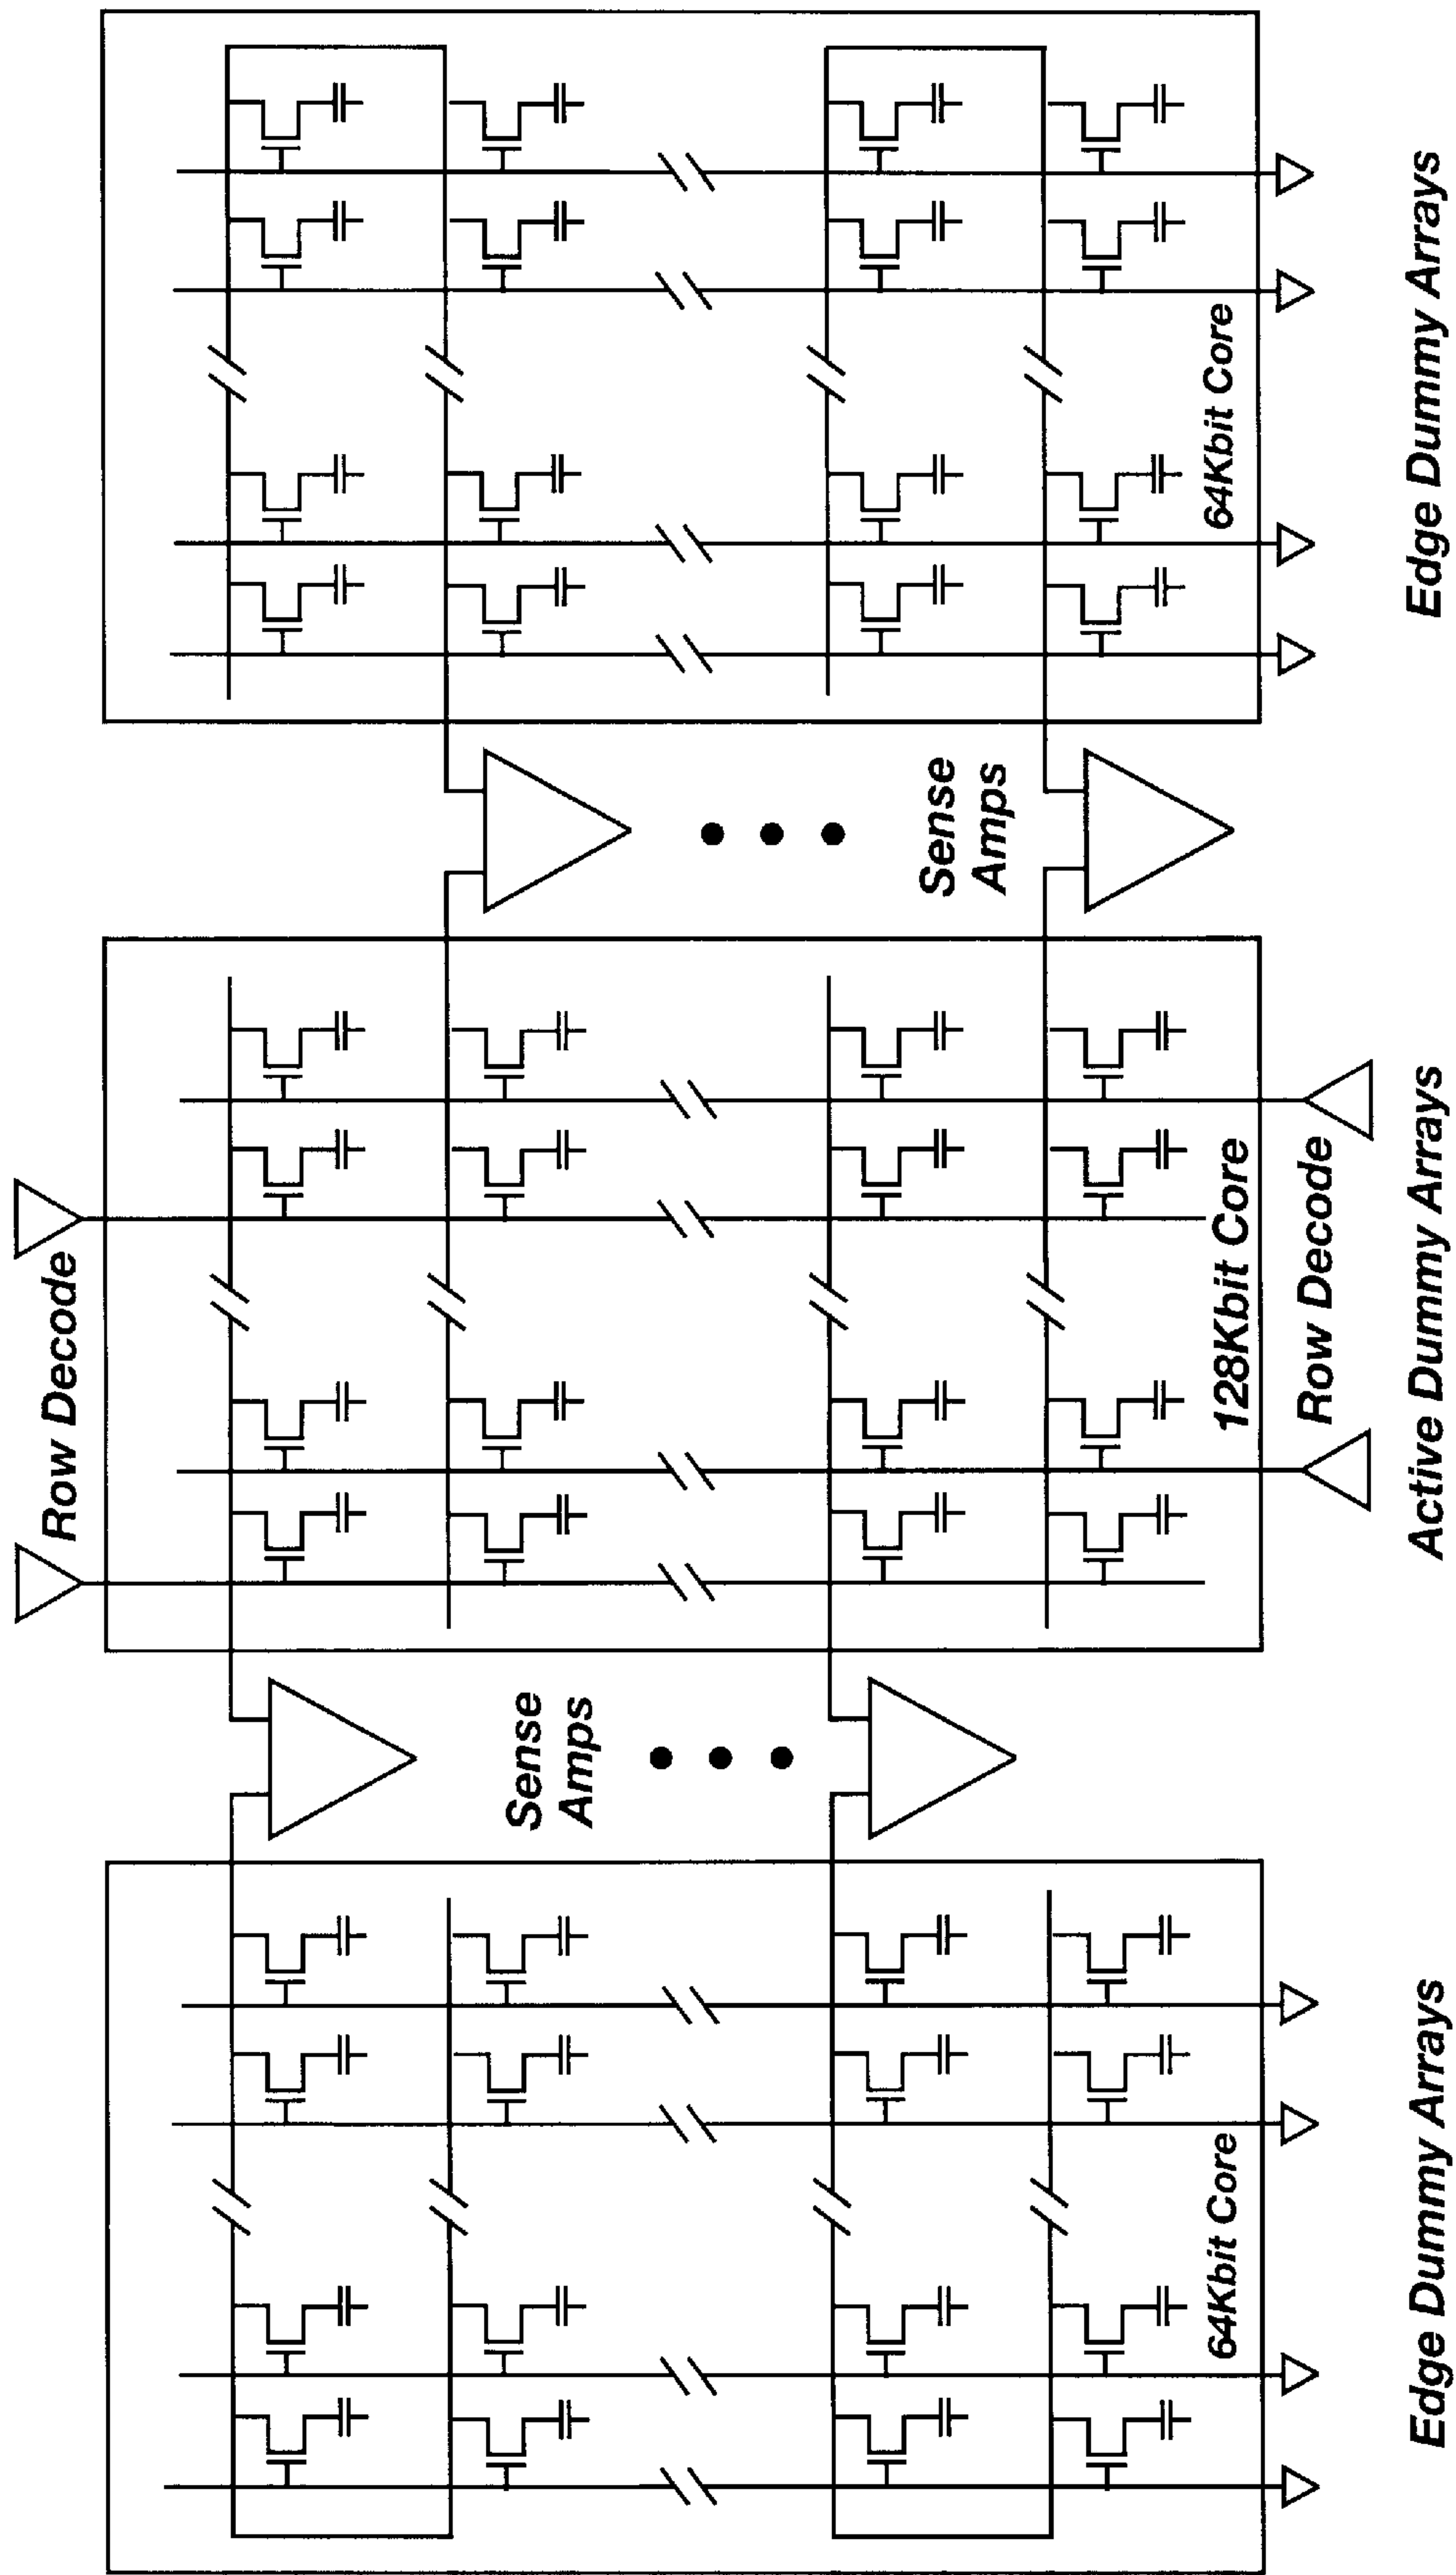 Row Decode
Sense
Amps
Sense
Amps
64Kbit Core
128Kbit Core
64Kbit Core
Row Decode
Edge Dummy Arrays
Active Dummy Arrays
Edge Dummy Arrays